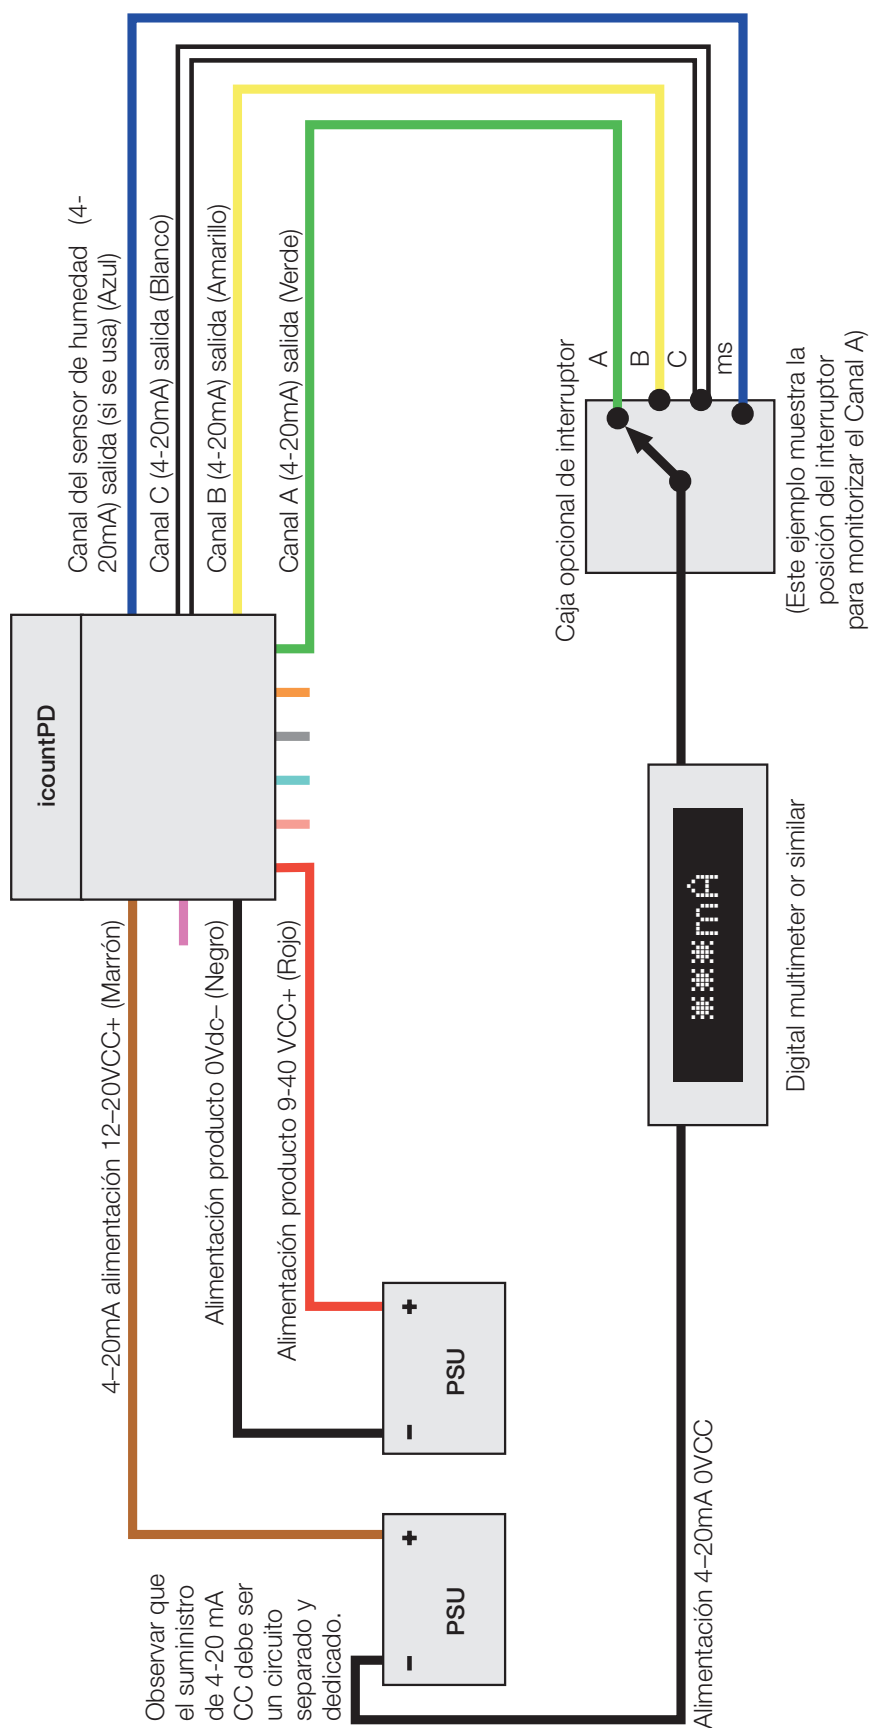 icountPD
Canal del sensor de humedad (4-
20mA) salida (si se usa) (Azul)
Canal C (4-20mA) salida (Blanco)
Canal B (4-20mA) salida (Amarillo)
Canal A (4-20mA) salida (Verde)
4–20mA alimentación 12–20VCC+ (Marrón)
Alimentación producto 0Vdc– (Negro)
Alimentación producto 9-40 VCC+ (Rojo)
Observar que
el suministro
de 4-20 mA
CC debe ser
un circuito
separado y
dedicado.
– +
PSU
– +
PSU
Caja opcional de interruptor
A
B
C
ms
(Este ejemplo muestra la
posición del interruptor
para monitorizar el Canal A)
***mA
Digital multimeter or similar
Alimentación 4–20mA 0VCC